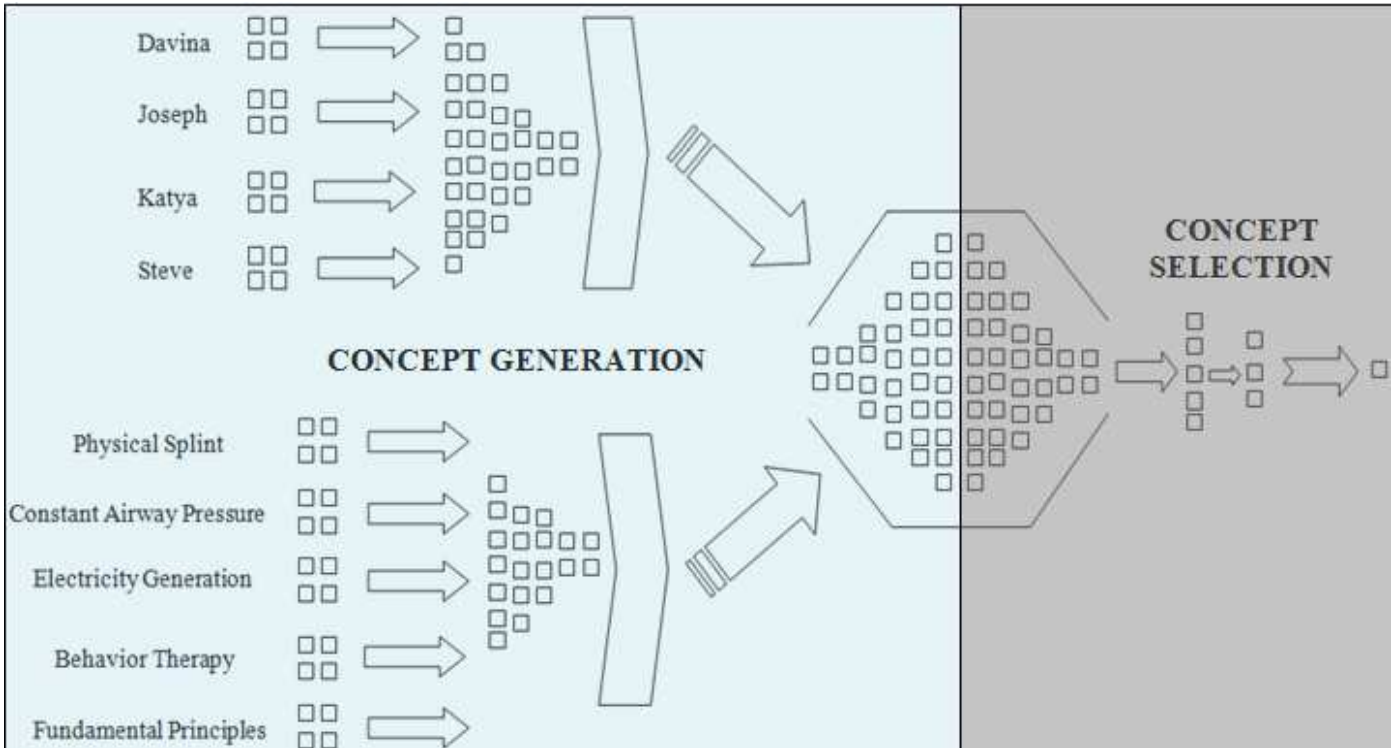 Davina
Joseph
Katya
Steve
CONCEPT GENERATION
Physical Splint
Constant Airway Pressure
Electricity Generation
Behavior Therapy
Fundamental Principles
CONCEPT
SELECTION